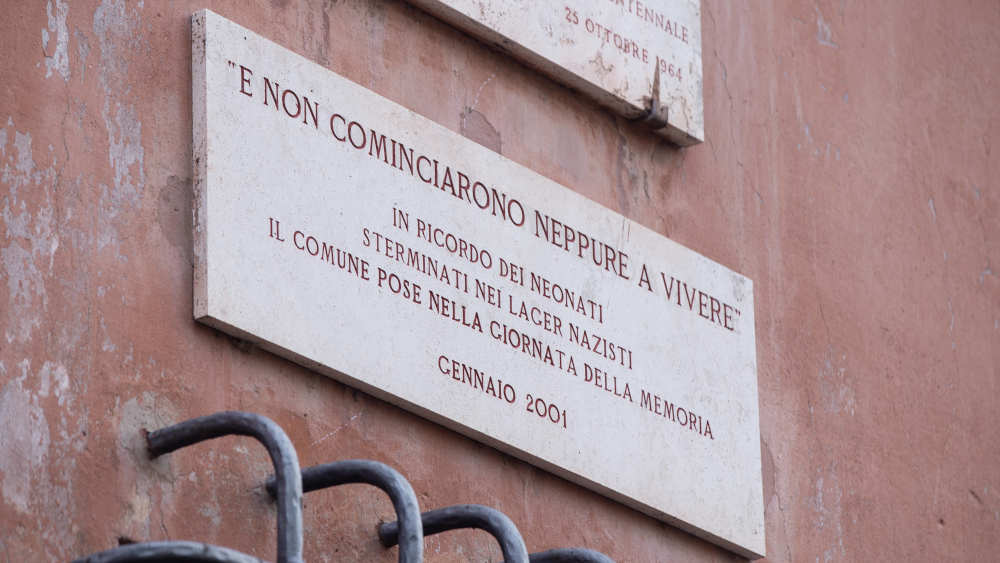 25 OTTOBRE 1964
"E NON COMINCIARONO NEPPURE A VIVERE"
IN RICORDO DEI NEONATI
STERMINATI NEI LAGER NAZISTI
IL COMUNE POSE NELLA GIORNATA DELLA MEMORIA
GENNAIO 2001